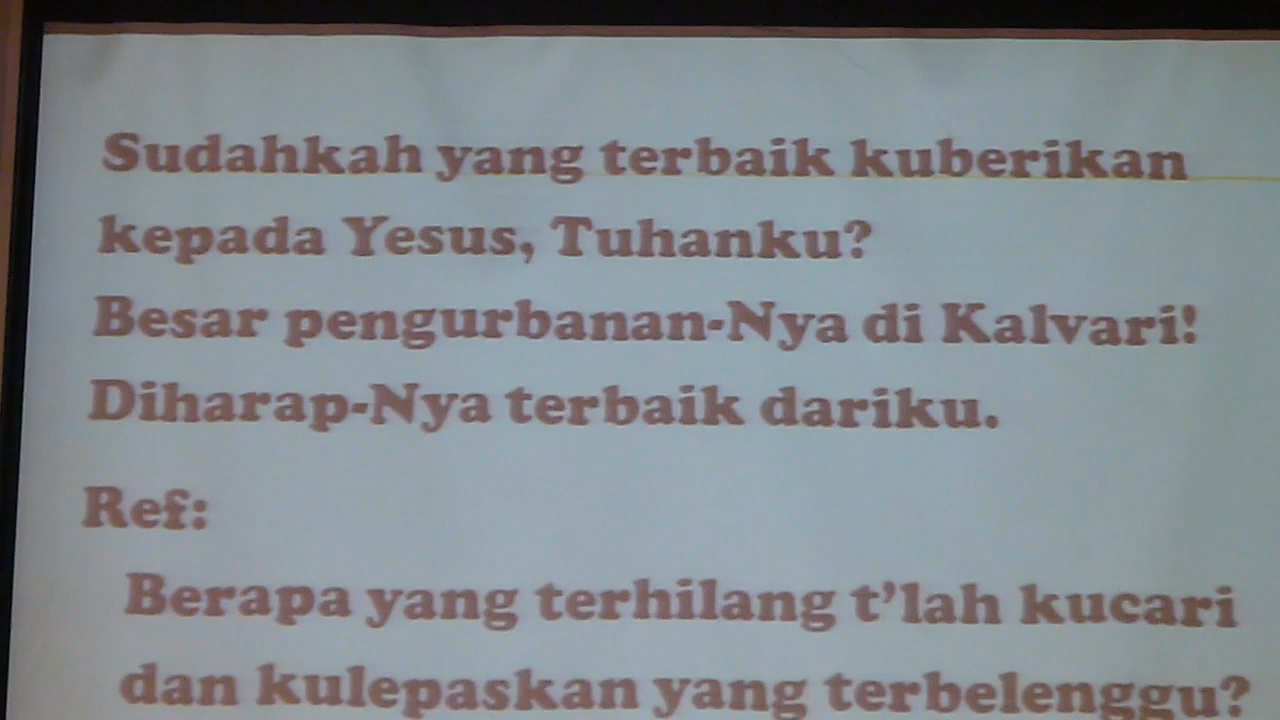 Sudahkah yang terbaik kuberikan
kepada Yesus, Tuhanku?
Besar pengurbanan-Nya di Kalvari!
Diharap-Nya terbaik dariku.
Ref:
Berapa yang terhilang t’lah kucari
dan kulepaskan yang terbelenggu?